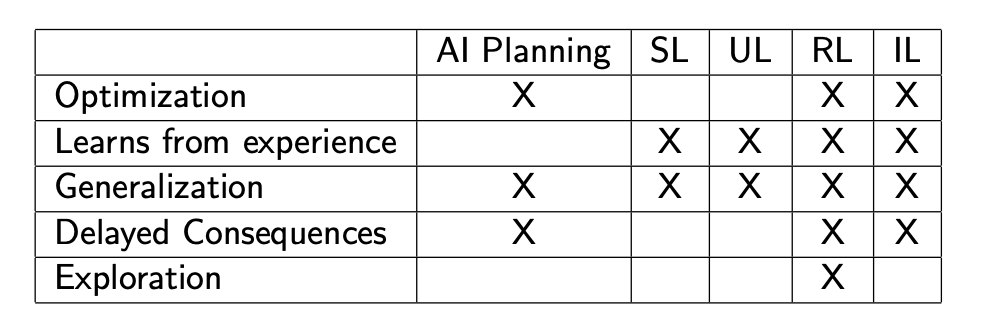 AI Planning SL UL RL IL
Optimization X X X
Learns from experience X X X X
Generalization X X X X X
Delayed Consequences X X X
Exploration X